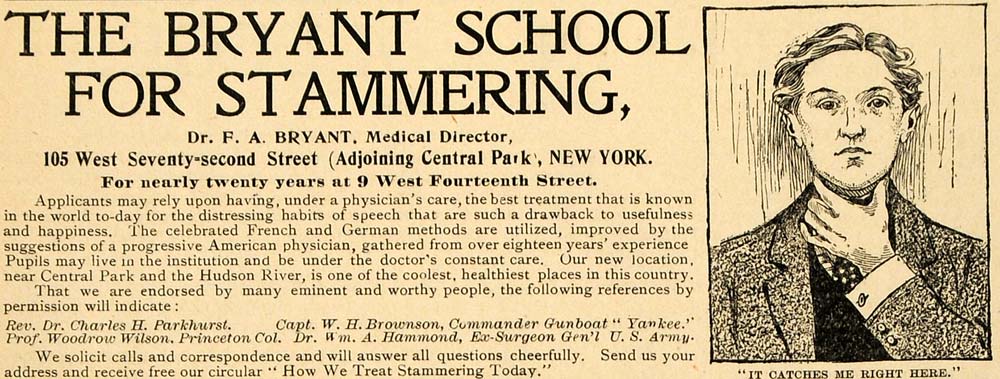 THE BRYANT SCHOOL
FOR STAMMERING,
Dr. F. A. BRYANT, Medical Director,
105 West Seventy-second Street (Adjoining Central Park), NEW YORK.
For nearly twenty years at 9 West Fourteenth Street.
Applicants may rely upon having, under a physician's care, the best treatment that is known
in the world to-day for the distressing habits of speech that are such a drawback to usefulness
and happiness. The celebrated French and German methods are utilized, improved by the
suggestions of a progressive American physician, gathered from over eighteen years' experience
Pupils may live in the institution and be under the doctor's constant care. Our new location,
near Central Park and the Hudson River, is one of the coolest, healthiest places in this country.
That we are endorsed by many eminent and worthy people, the following references by
permission will indicate:
Rev. Dr. Charles H. Parkhurst. Capt. W. H. Brownson, Commander Gunboat "Yankee."
Prof. Woodrow Wilson. Princeton Col. Dr. Wm. A. Hammond, Ex-Surgeon Gen'l U. S. Army.
We solicit calls and correspondence and will answer all questions cheerfully. Send us your
address and receive free our circular "How We Treat Stammering Today."
"IT CATCHES ME RIGHT HERE."